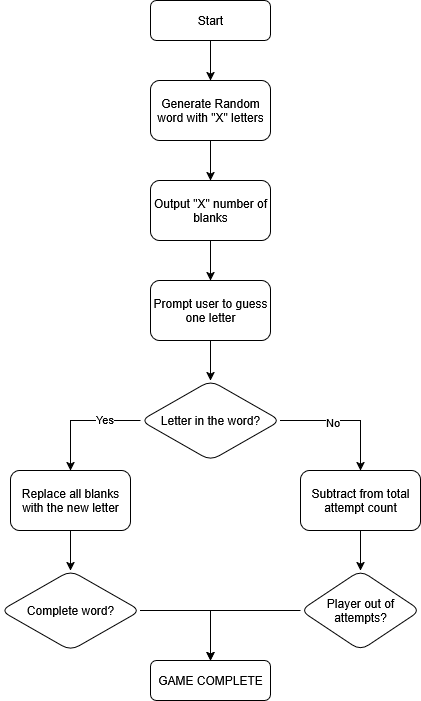 Start
Generate Random
word with "X" letters
Output "X" number of
blanks
Prompt user to guess
one letter
Letter in the word?
Yes
No
Replace all blanks
with the new letter
Subtract from total
attempt count
Complete word?
Player out of
attempts?
GAME COMPLETE